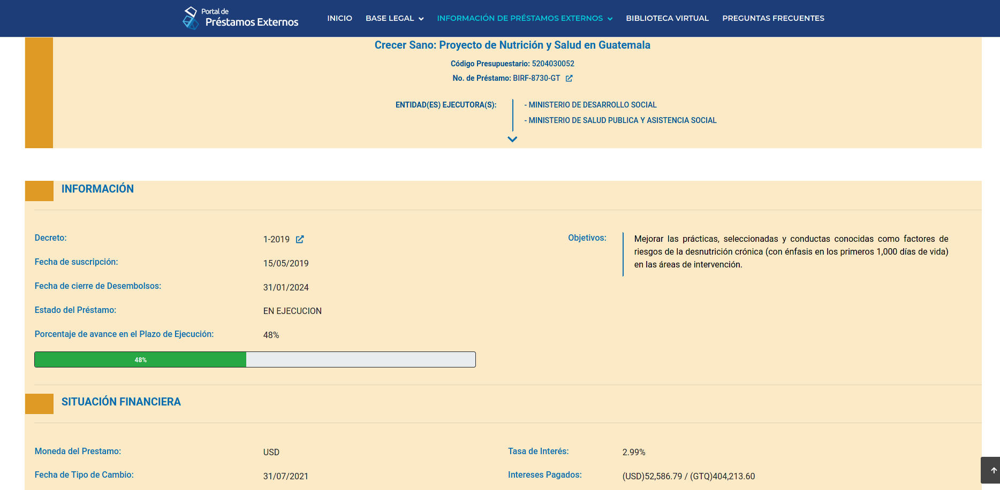 Portal de
Préstamos Externos
INICIO BASE LEGAL INFORMACIÓN DE PRÉSTAMOS EXTERNOS BIBLIOTECA VIRTUAL PREGUNTAS FRECUENTES
Crecer Sano: Proyecto de Nutrición y Salud en Guatemala
Código Presupuestario: 5204030052
No. de Préstamo: BIRF-8730-GT
ENTIDAD(ES) EJECUTORA(S):
- MINISTERIO DE DESARROLLO SOCIAL
- MINISTERIO DE SALUD PUBLICA Y ASISTENCIA SOCIAL
INFORMACIÓN
Decreto: 1-2019
Fecha de suscripción: 15/05/2019
Fecha de cierre de Desembolsos: 31/01/2024
Estado del Préstamo: EN EJECUCION
Porcentaje de avance en el Plazo de Ejecución: 48%
48%
Objetivos:
Mejorar las prácticas, seleccionadas y conductas conocidas como factores de
riesgos de la desnutrición crónica (con énfasis en los primeros 1,000 días de vida)
en las áreas de intervención.
SITUACIÓN FINANCIERA
Moneda del Prestamo: USD
Fecha de Tipo de Cambio: 31/07/2021
Tasa de Interés: 2.99%
Intereses Pagados: (USD)52,586.79 / (GTQ)404,213.60